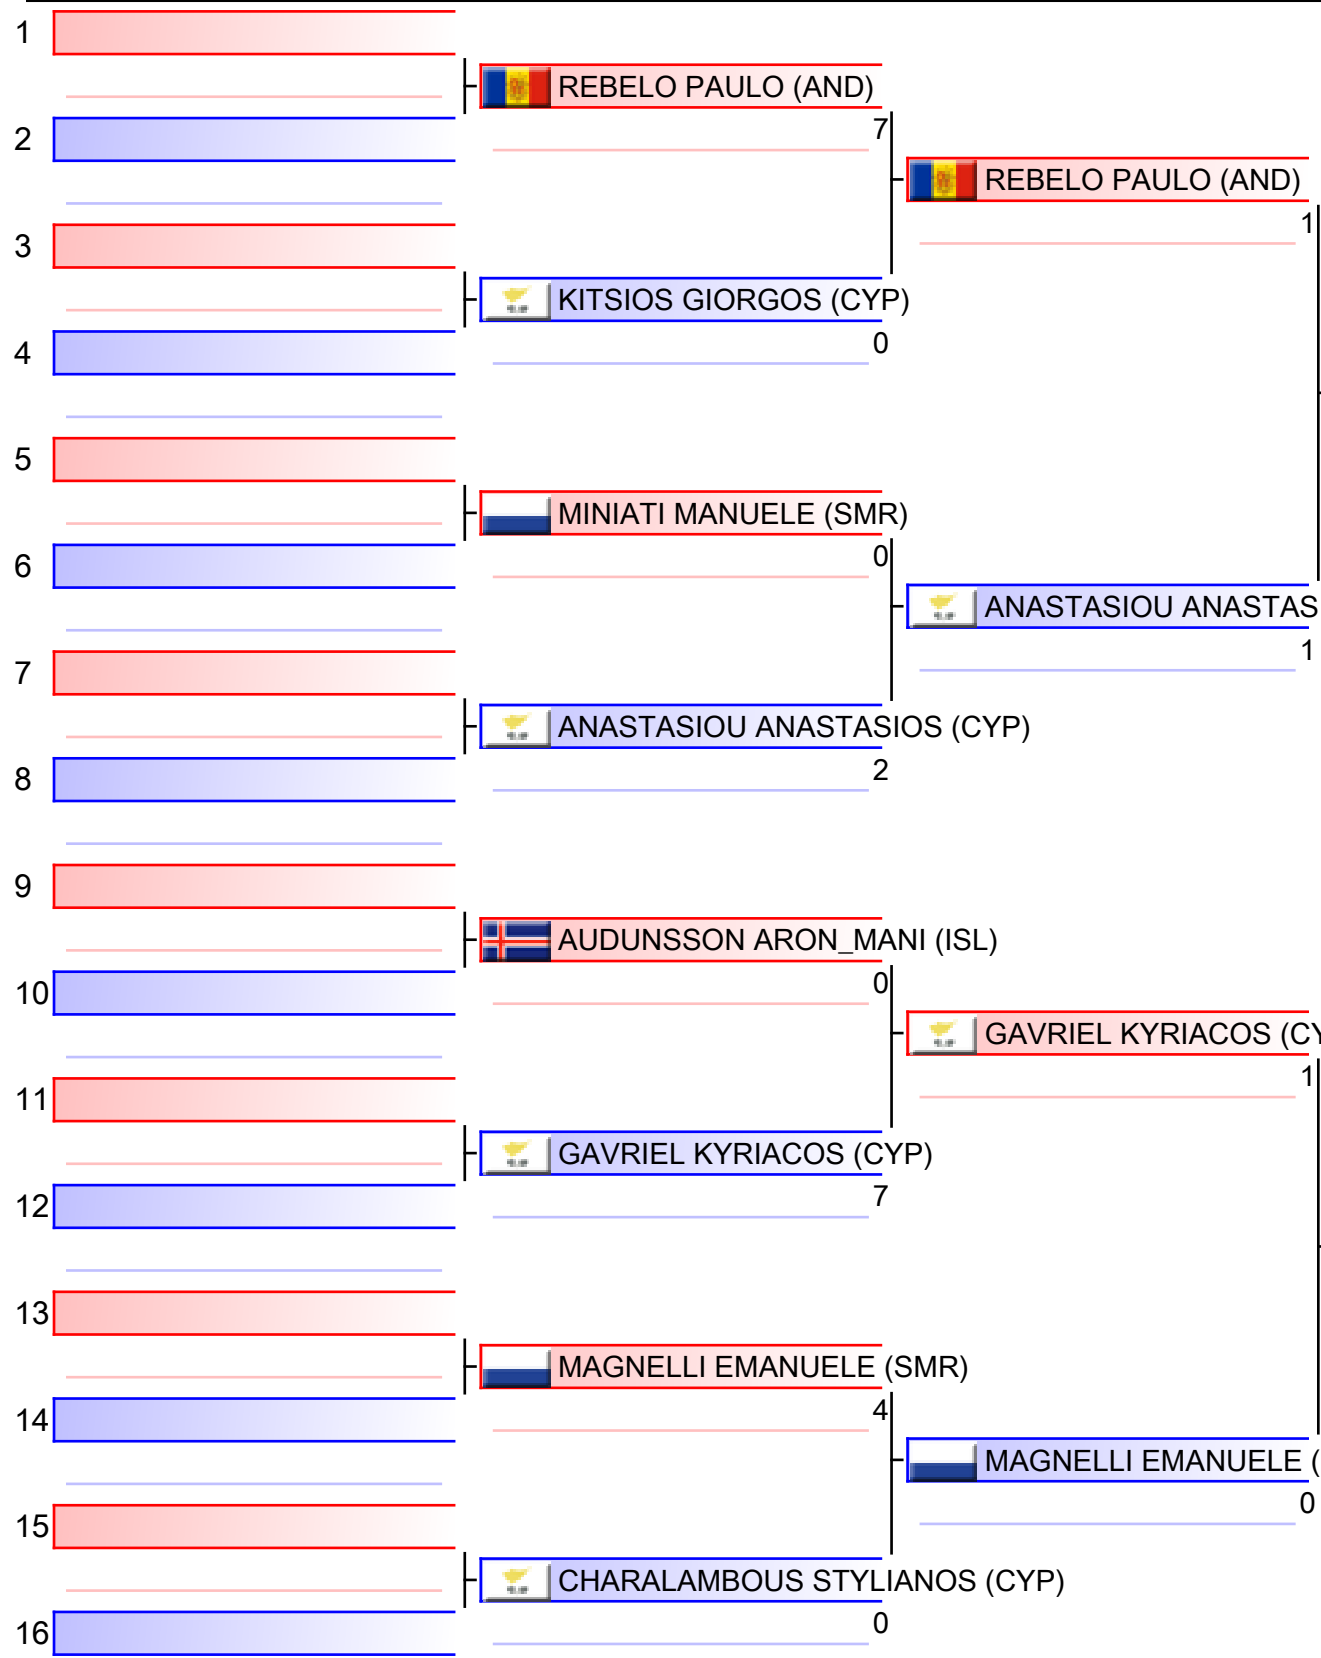 1
REBELO PAULO (AND)
7
2
REBELO PAULO (AND)
1
3
KITSIOS GIORGOS (CYP)
0
4
5
MINIATI MANUELE (SMR)
0
6
ANASTASIOU ANASTAS
1
7
ANASTASIOU ANASTASIOS (CYP)
2
8
9
AUDUNSSON ARON_MANI (ISL)
0
10
GAVRIEL KYRIACOS (CY
1
11
GAVRIEL KYRIACOS (CYP)
7
12
13
MAGNELLI EMANUELE (SMR)
4
14
MAGNELLI EMANUELE (
0
15
CHARALAMBOUS STYLIANOS (CYP)
0
16